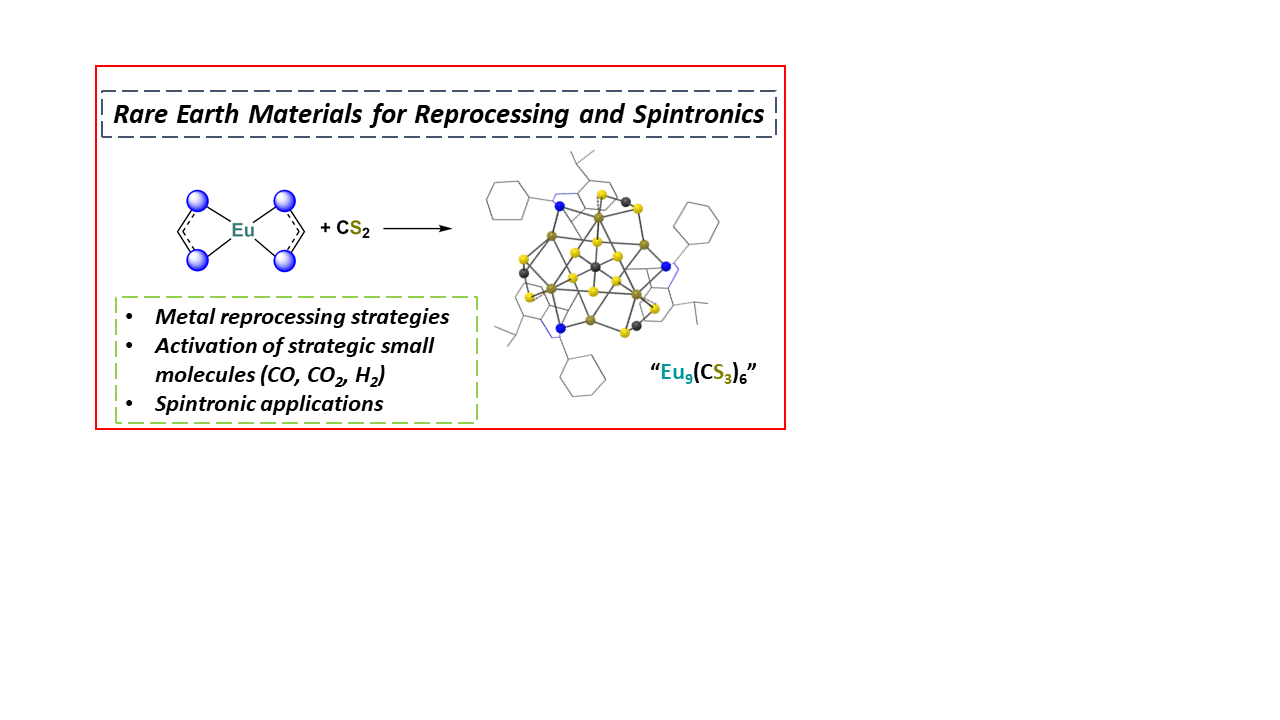 Rare Earth Materials for Reprocessing and Spintronics
Eu + CS₂
• Metal reprocessing strategies
• Activation of strategic small
molecules (CO, CO₂, H₂)
• Spintronic applications
“Eu₉(CS₃)₆”